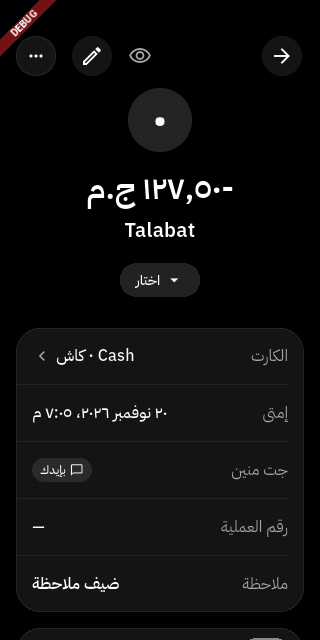 DEBUG
-١٢٧,٥٠ ج.م
Talabat
اختار
الكارت
كاش · Cash
إمتى
٢٠ نوفمبر ٢٠٢٦، ٧:٠٥ م
جت منين
بإيدك
رقم العملية
—
ملاحظة
ضيف ملاحظة